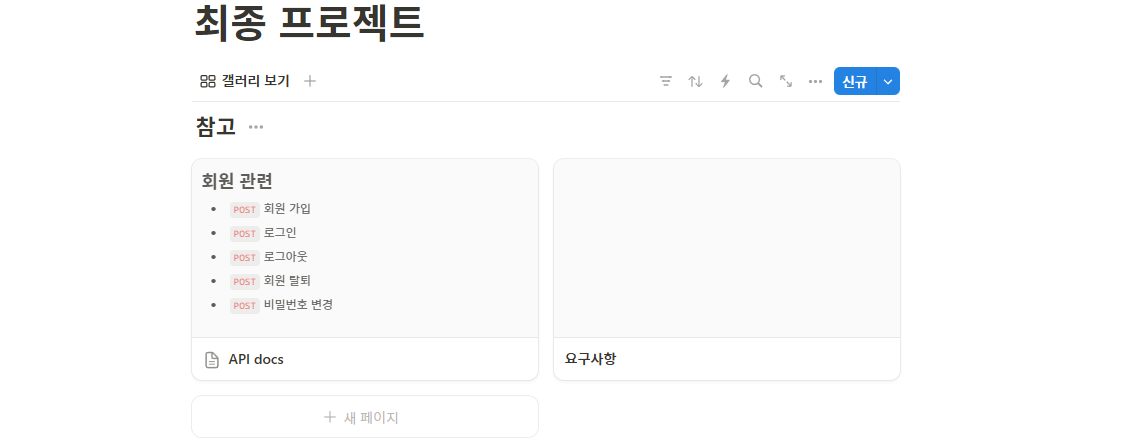 최종 프로젝트
갤러리 보기
신규
참고
회원 관련
POST 회원 가입
POST 로그인
POST 로그아웃
POST 회원 탈퇴
POST 비밀번호 변경
API docs
요구사항
새 페이지